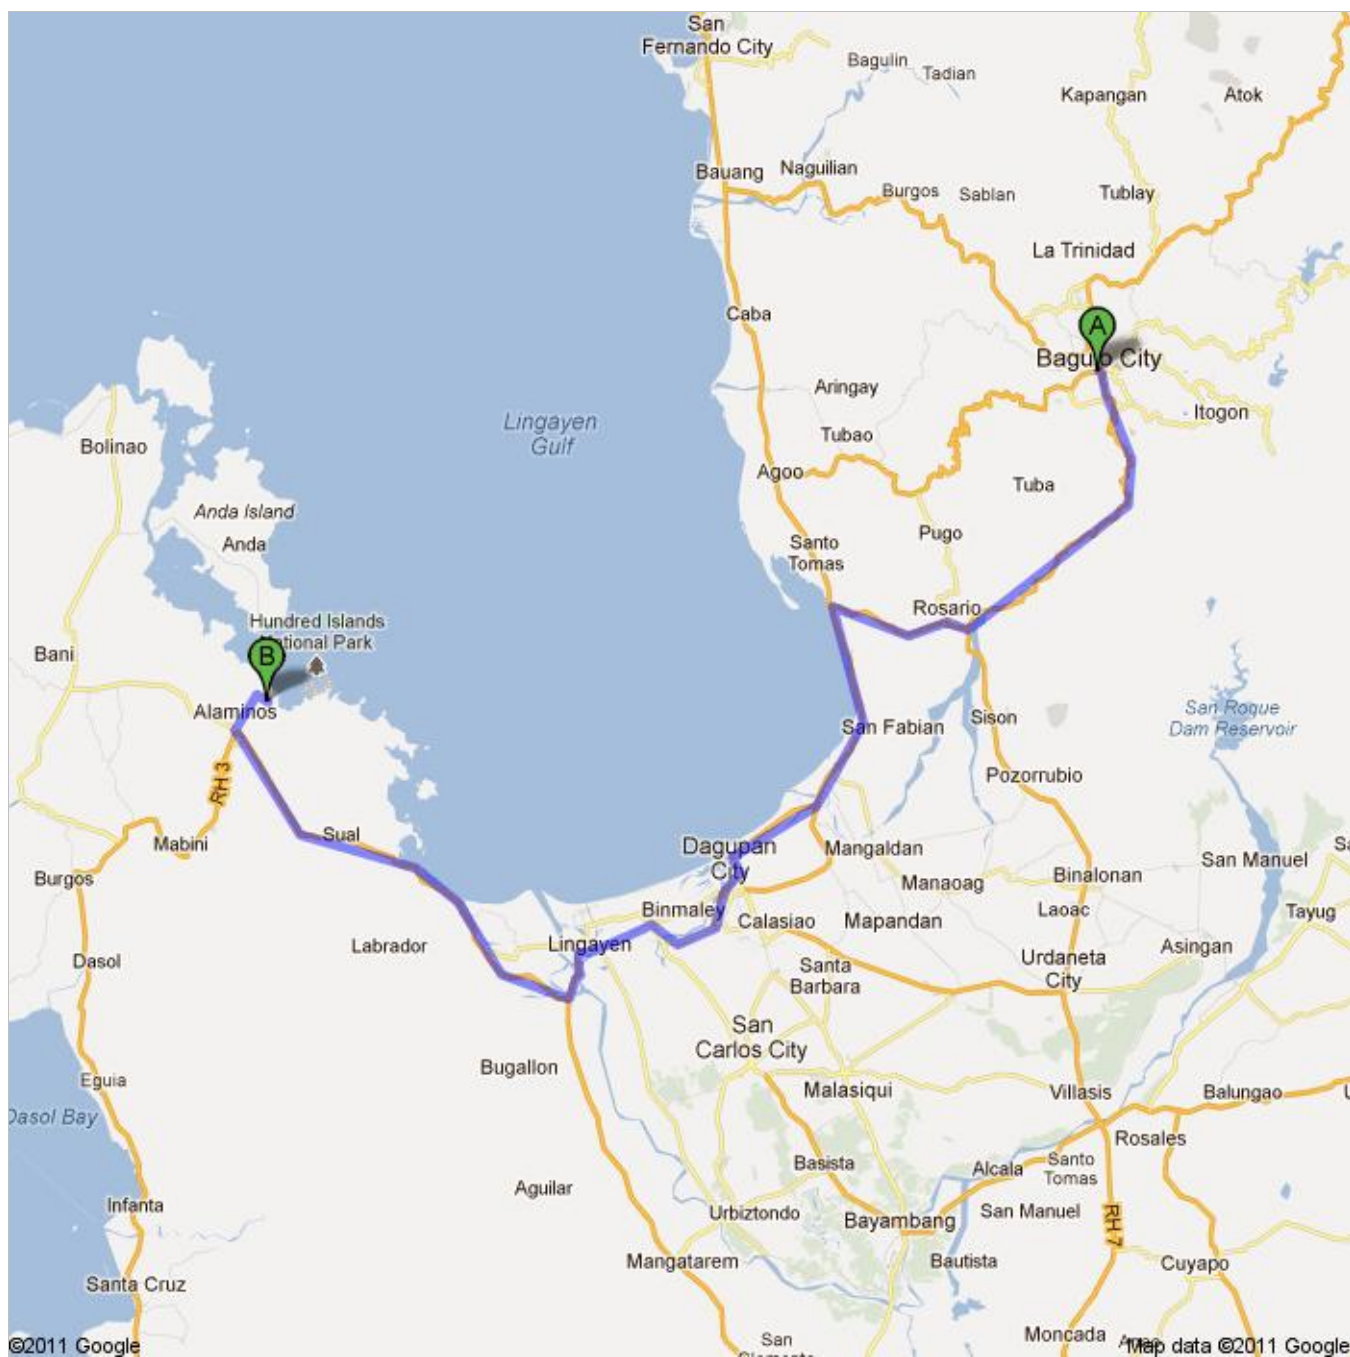 San
Fernando City
Bagulin
Tadian
Kapangan
Atok
Bauang
Naguilian
Burgos
Sablan
Tublay
La Trinidad
Caba
A
Baguio City
Aringay
Itogon
Lingayen
Gulf
Bolinao
Tubao
Agoo
Tuba
Anda Island
Anda
Pugo
Santo
Tomas
Rosario
Hundred Islands
National Park
Bani
B
Alaminos
San Fabian
Sison
San Roque
Dam Reservoir
RH 3
Pozorrubio
Sual
Mabini
Dagupan
City
Mangaldan
San Manuel
Burgos
Manaoag
Binalonan
Binmaley
Calasiao
Mapandan
Laoac
Tayug
Labrador
Lingayen
Asingan
Dasol
Santa
Barbara
Urdaneta
City
San
Carlos City
Bugallon
Eguia
Malasiqui
Villasis
Balungao
Dasol Bay
Rosales
Basista
Alcala
Santo
Tomas
Aguilar
Infanta
Urbiztondo
Bayambang
San Manuel
RH 7
Mangatarem
Bautista
Cuyapo
Santa Cruz
San
Moncada
©2011 Google
Map data ©2011 Google